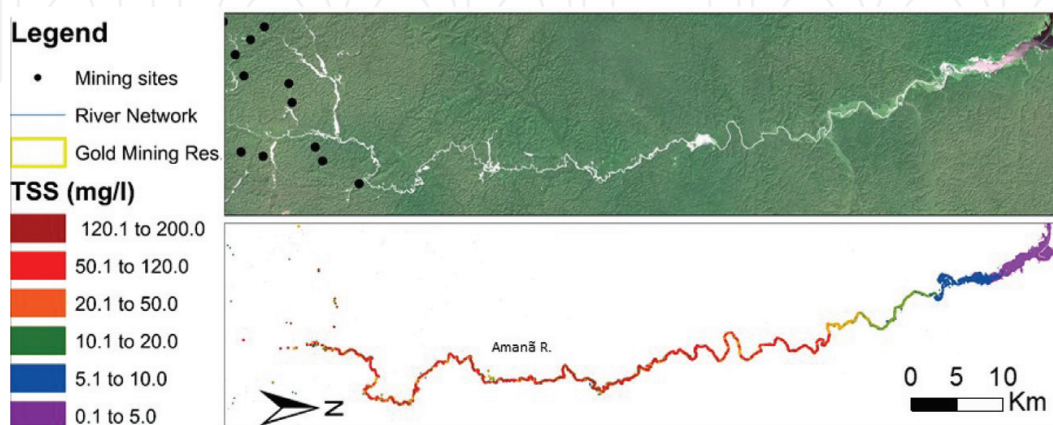 Legend
Mining sites
River Network
Gold Mining Res.
TSS (mg/l)
120.1 to 200.0
50.1 to 120.0
20.1 to 50.0
10.1 to 20.0
5.1 to 10.0
0.1 to 5.0
Amanã R.
N
0 5 10
Km